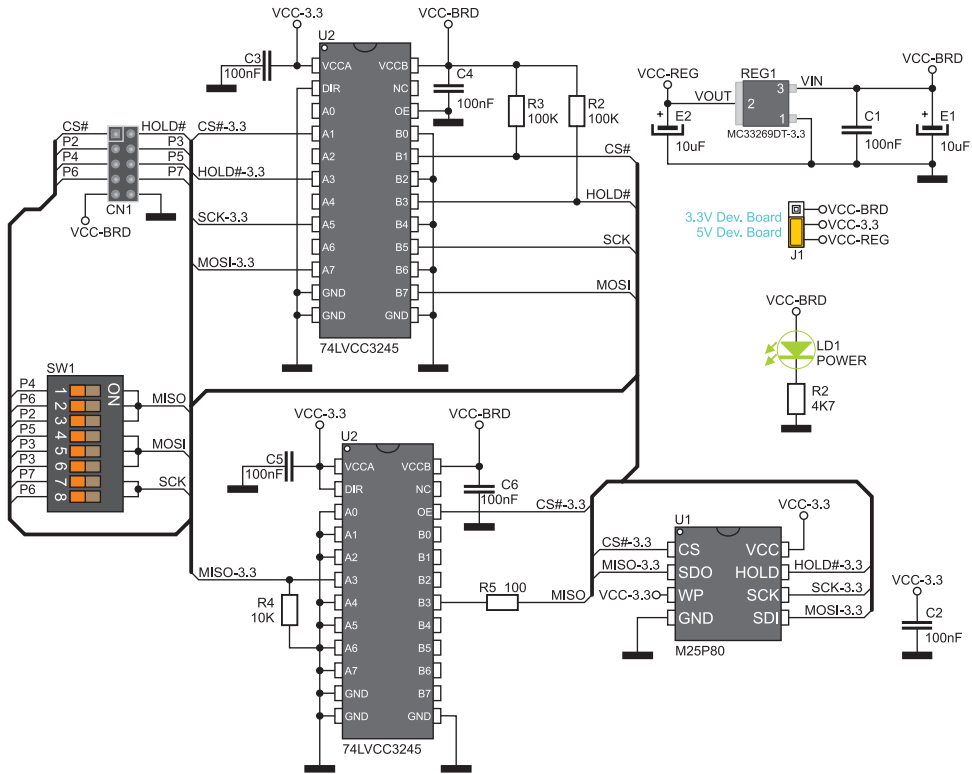 VCC-3.3
VCC-BRD
U2
C3
100nF
VCCA
DIR
A0
A1
A2
A3
A4
A5
A6
A7
GND
GND
VCCB
NC
OE
B0
B1
B2
B3
B4
B5
B6
B7
GND
74LVCC3245
C4
100nF
R3
100K
R2
100K
CS#
HOLD#
SCK
MOSI
CS#-3.3
HOLD#-3.3
SCK-3.3
MOSI-3.3
CS#
P2
P4
P6
HOLD#
P3
P5
P7
CN1
VCC-BRD
VCC-REG
REG1
VCC-BRD
VOUT
VIN
2
3
1
MC33269DT-3.3
+
E2
10uF
C1
100nF
+
E1
10uF
3.3V Dev. Board
5V Dev. Board
VCC-BRD
VCC-3.3
VCC-REG
J1
VCC-BRD
LD1
POWER
R2
4K7
SW1
P4
P6
P2
P5
P3
P3
P7
P6
1
2
3
4
5
6
7
8
ON
MISO
MOSI
SCK
VCC-3.3
VCC-BRD
U2
C5
100nF
VCCA
DIR
A0
A1
A2
A3
A4
A5
A6
A7
GND
GND
VCCB
NC
OE
B0
B1
B2
B3
B4
B5
B6
B7
GND
74LVCC3245
C6
100nF
CS#-3.3
MISO-3.3
R4
10K
R5 100
MISO
U1
CS#-3.3
MISO-3.3
VCC-3.3
CS
SDO
WP
GND
VCC
HOLD
SCK
SDI
M25P80
VCC-3.3
HOLD#-3.3
SCK-3.3
MOSI-3.3
VCC-3.3
C2
100nF